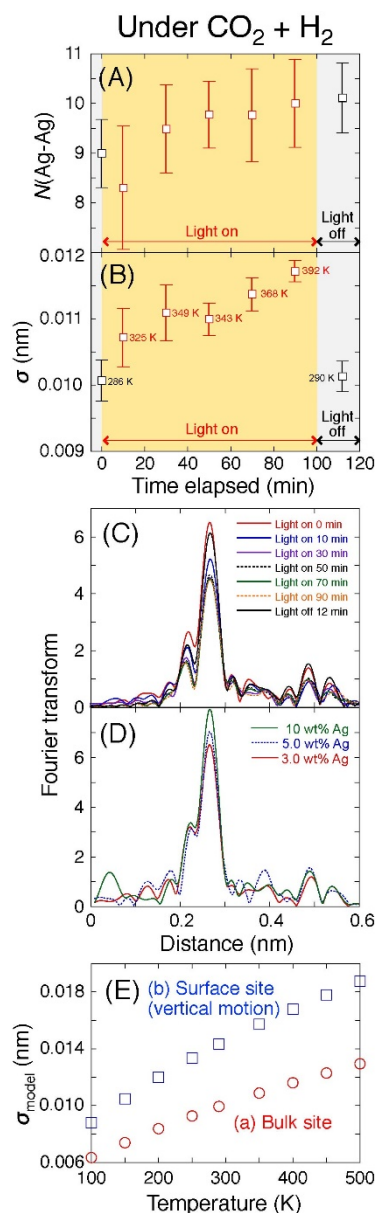 Under CO₂ + H₂
(A)
11
10
9
8
N(Ag-Ag)
Light on
Light off
(B)
0.012
0.011
0.010
0.009
σ (nm)
286 K
325 K
349 K
343 K
368 K
392 K
290 K
Light on
Light off
0 20 40 60 80 100 120
Time elapsed (min)
(C)
6
4
2
0
Light on 0 min
Light on 10 min
Light on 30 min
Light on 50 min
Light on 70 min
Light on 90 min
Light off 12 min
Fourier transform
(D)
6
4
2
0
10 wt% Ag
5.0 wt% Ag
3.0 wt% Ag
0 0.2 0.4 0.6
Distance (nm)
(E)
0.018
0.014
0.010
0.006
σmodel (nm)
(b) Surface site
(vertical motion)
(a) Bulk site
100 200 300 400 500
Temperature (K)